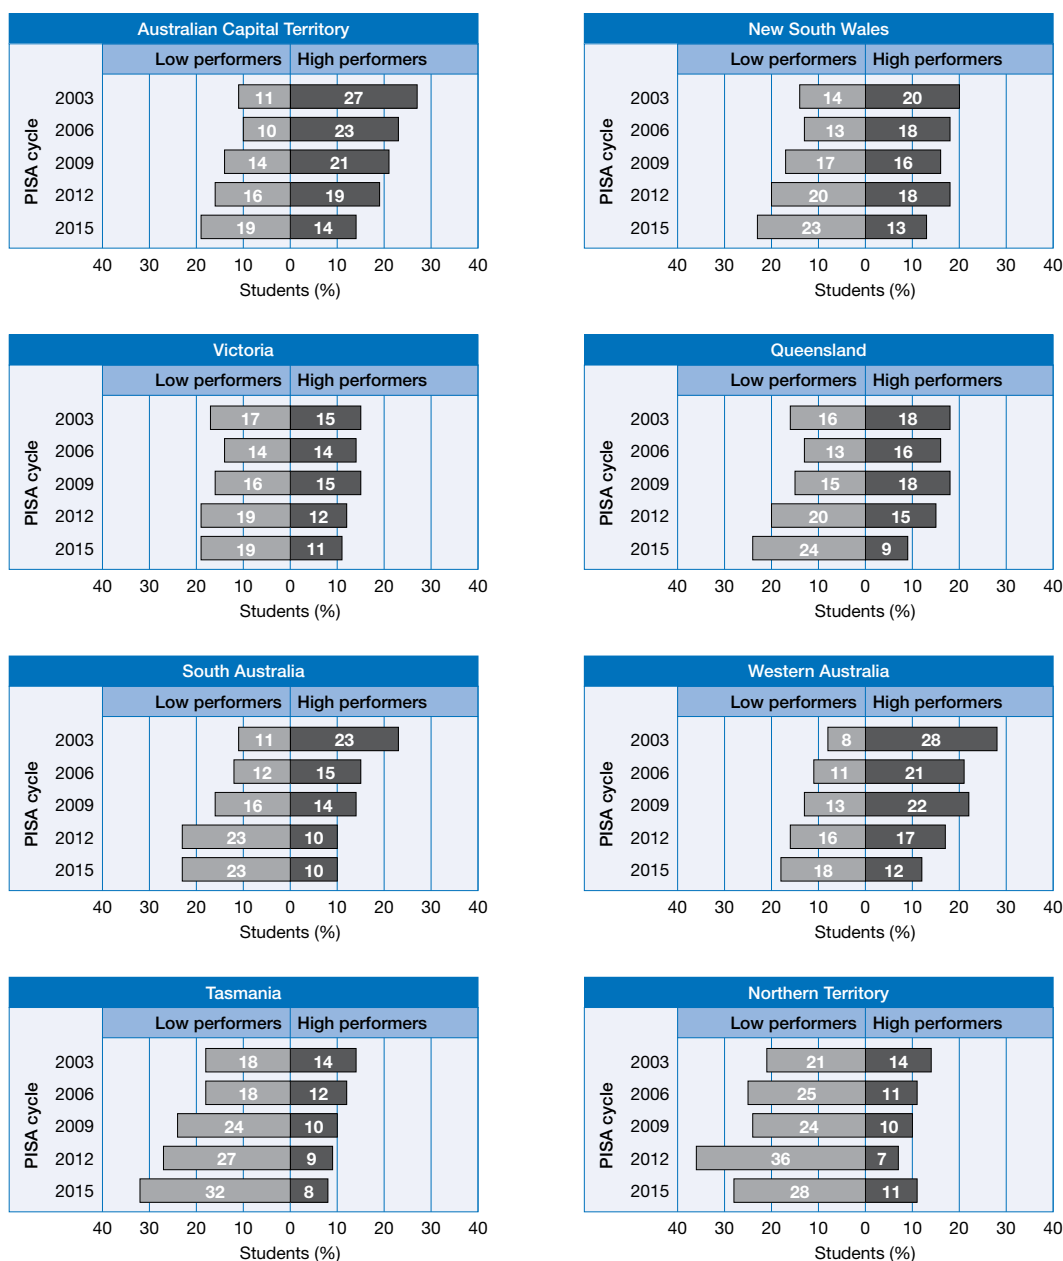 Australian Capital Territory
Low performers High performers
PISA cycle
2003 11 27
2006 10 23
2009 14 21
2012 16 19
2015 19 14
40 30 20 10 0 10 20 30 40
Students (%)
New South Wales
Low performers High performers
PISA cycle
2003 14 20
2006 13 18
2009 17 16
2012 20 18
2015 23 13
40 30 20 10 0 10 20 30 40
Students (%)
Victoria
Low performers High performers
PISA cycle
2003 17 15
2006 14 14
2009 16 15
2012 19 12
2015 19 11
40 30 20 10 0 10 20 30 40
Students (%)
Queensland
Low performers High performers
PISA cycle
2003 16 18
2006 13 16
2009 15 18
2012 20 15
2015 24 9
40 30 20 10 0 10 20 30 40
Students (%)
South Australia
Low performers High performers
PISA cycle
2003 11 23
2006 12 15
2009 16 14
2012 23 10
2015 23 10
40 30 20 10 0 10 20 30 40
Students (%)
Western Australia
Low performers High performers
PISA cycle
2003 8 28
2006 11 21
2009 13 22
2012 16 17
2015 18 12
40 30 20 10 0 10 20 30 40
Students (%)
Tasmania
Low performers High performers
PISA cycle
2003 18 14
2006 18 12
2009 24 10
2012 27 9
2015 32 8
40 30 20 10 0 10 20 30 40
Students (%)
Northern Territory
Low performers High performers
PISA cycle
2003 21 14
2006 25 11
2009 24 10
2012 36 7
2015 28 11
40 30 20 10 0 10 20 30 40
Students (%)